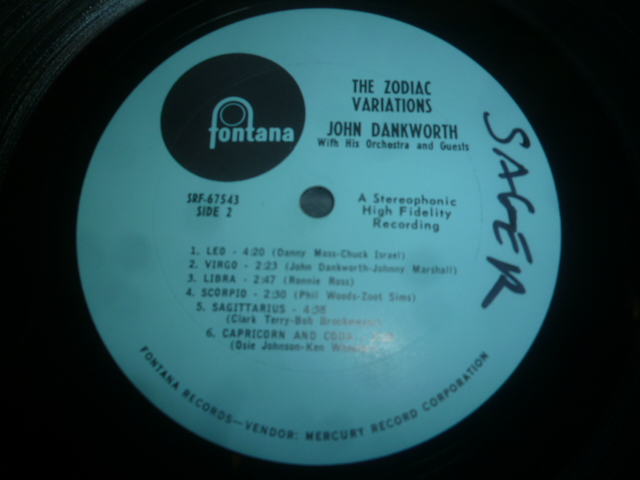 fontana
THE ZODIAC
VARIATIONS
JOHN DANKWORTH
With His Orchestra and Guests
SRF-67543
SIDE 2
A Stereophonic
High Fidelity
Recording
SAGER
1. LEO - 4:20 (Danny Moss-Chuck Israel)
2. VIRGO - 2:23 (John Dankworth-Johnny Marshall)
3. LIBRA - 2:47 (Ronnie Ross)
4. SCORPIO - 2:30 (Phil Woods-Zoot Sims)
5. SAGITTARIUS - 4:38
(Clark Terry-Bob
6. CAPRICORN AND CODA
(Osie Johnson-Ken
FONTANA RECORDS—VENDOR: MERCURY RECORD CORPORATION